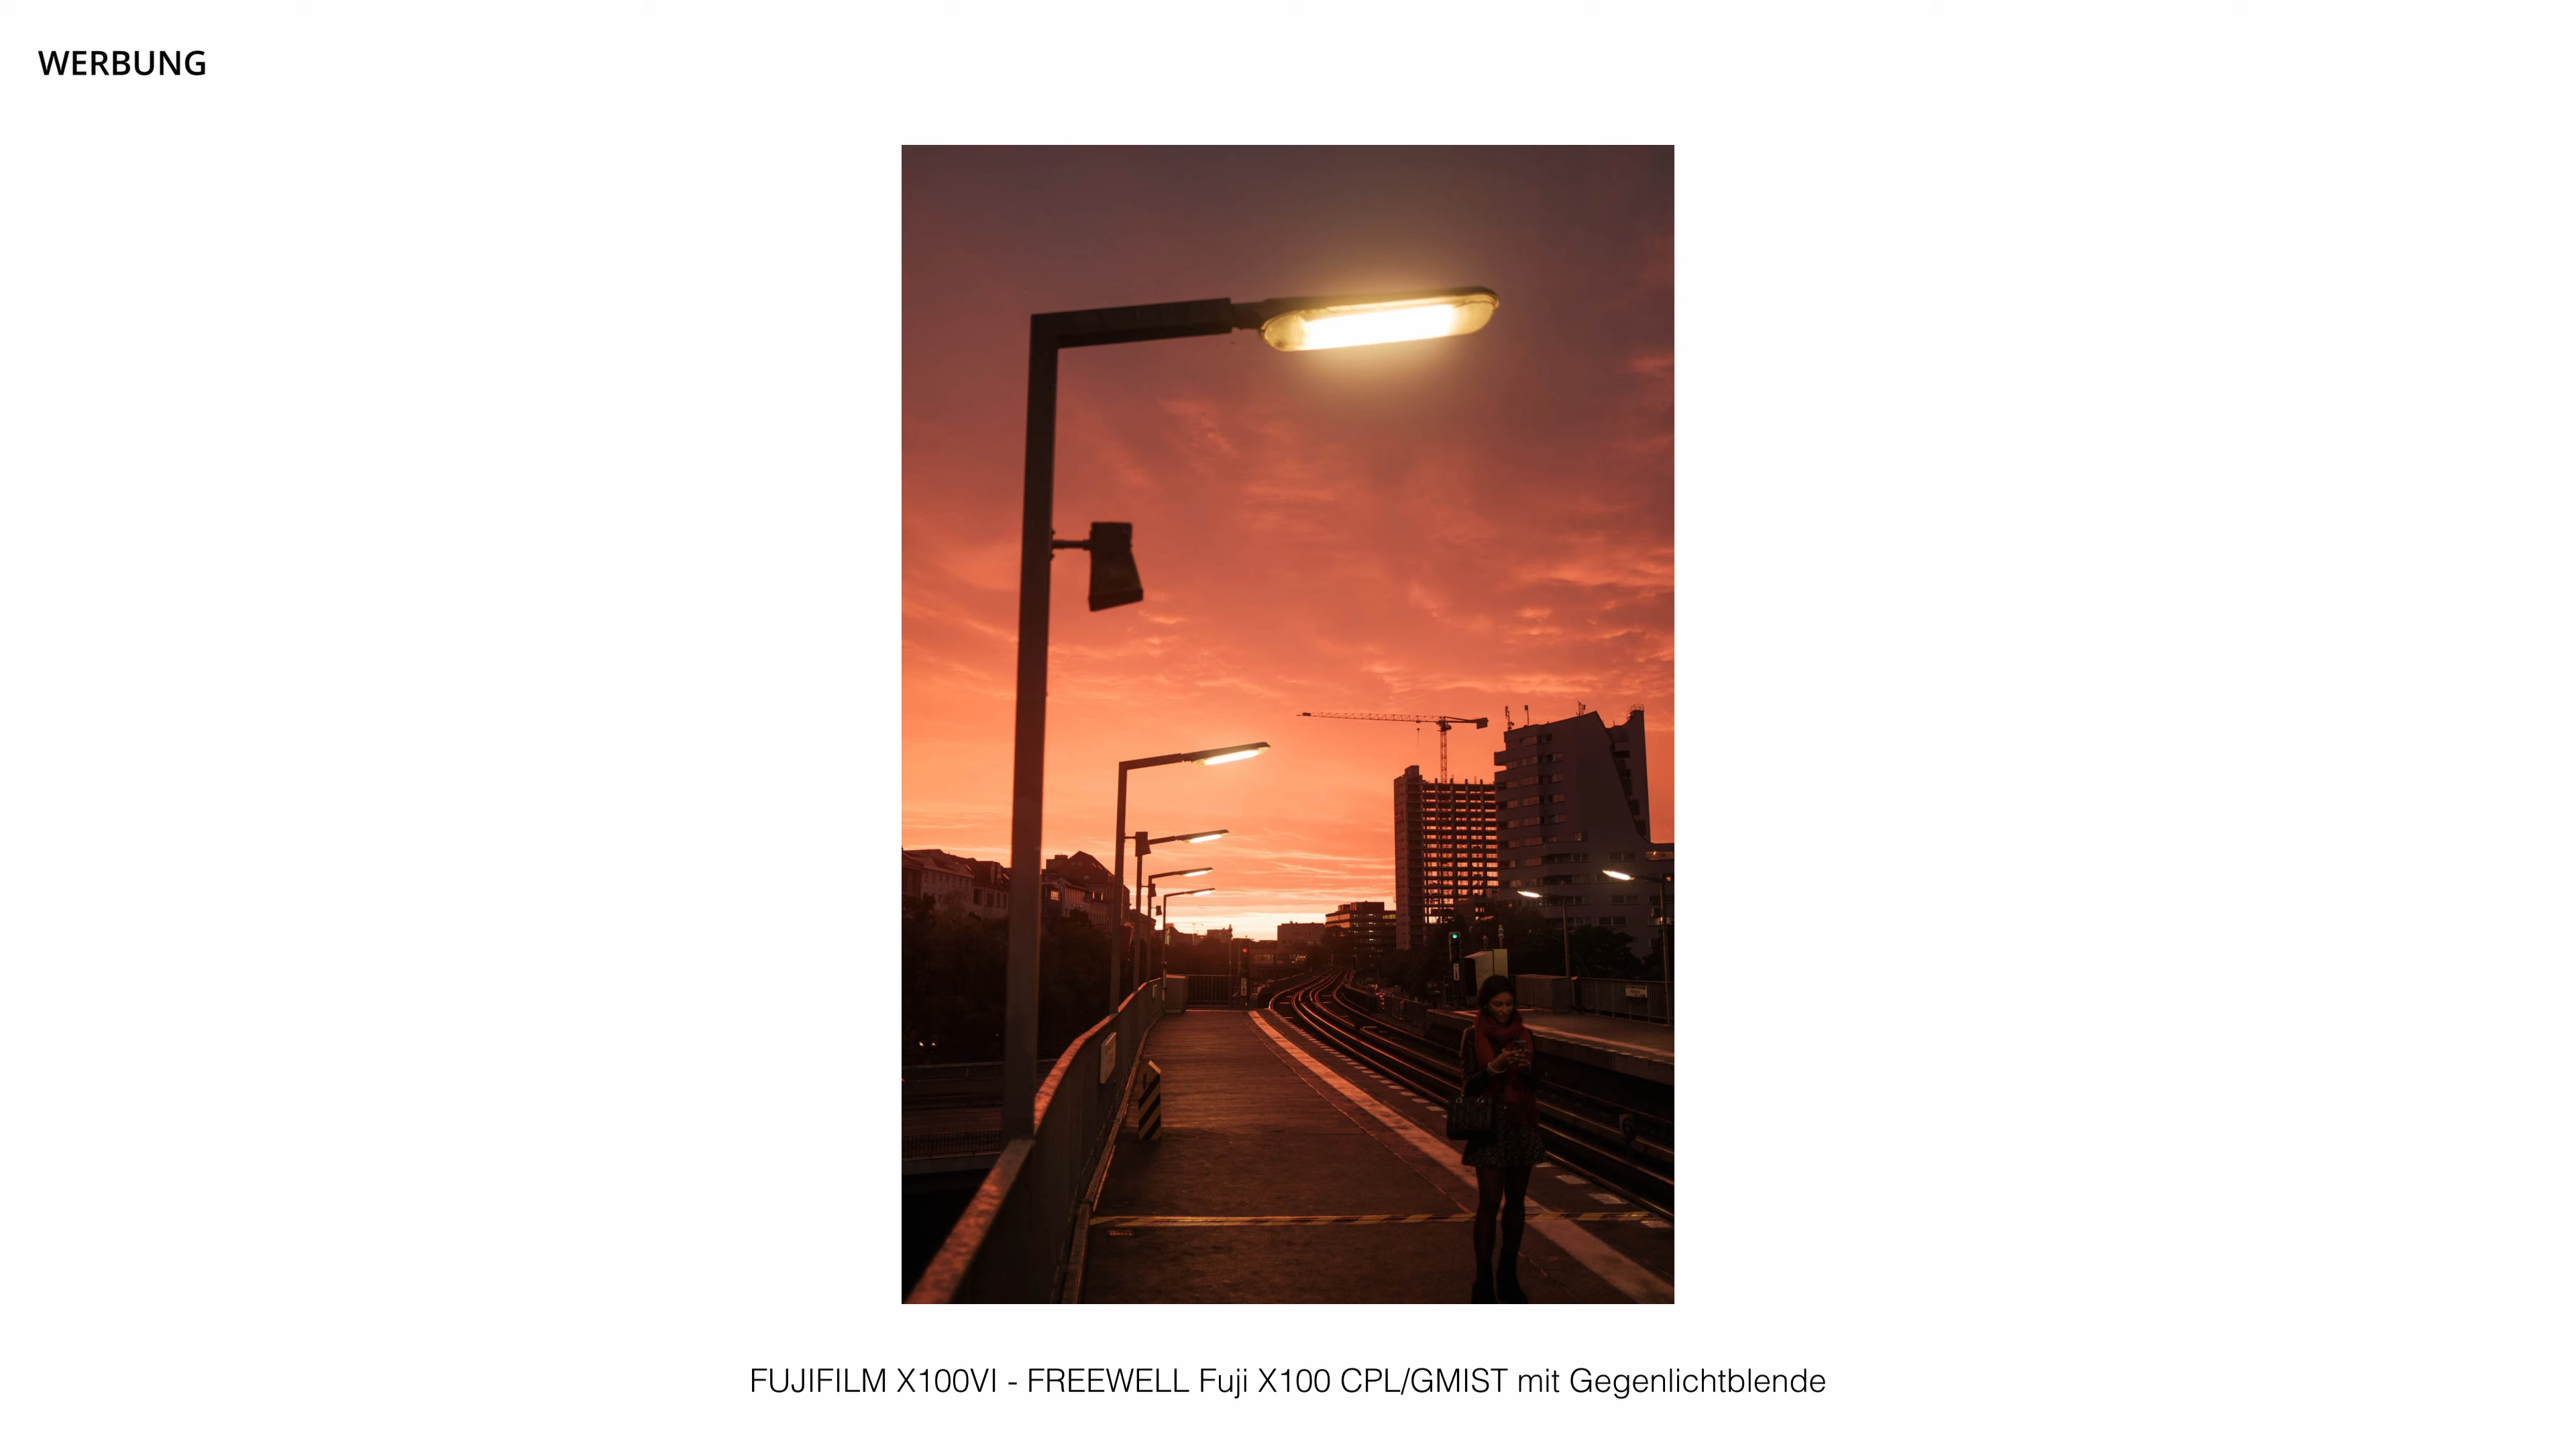 WERBUNG
FUJIFILM X100VI - FREEWELL Fuji X100 CPL/GMIST mit Gegenlichtblende